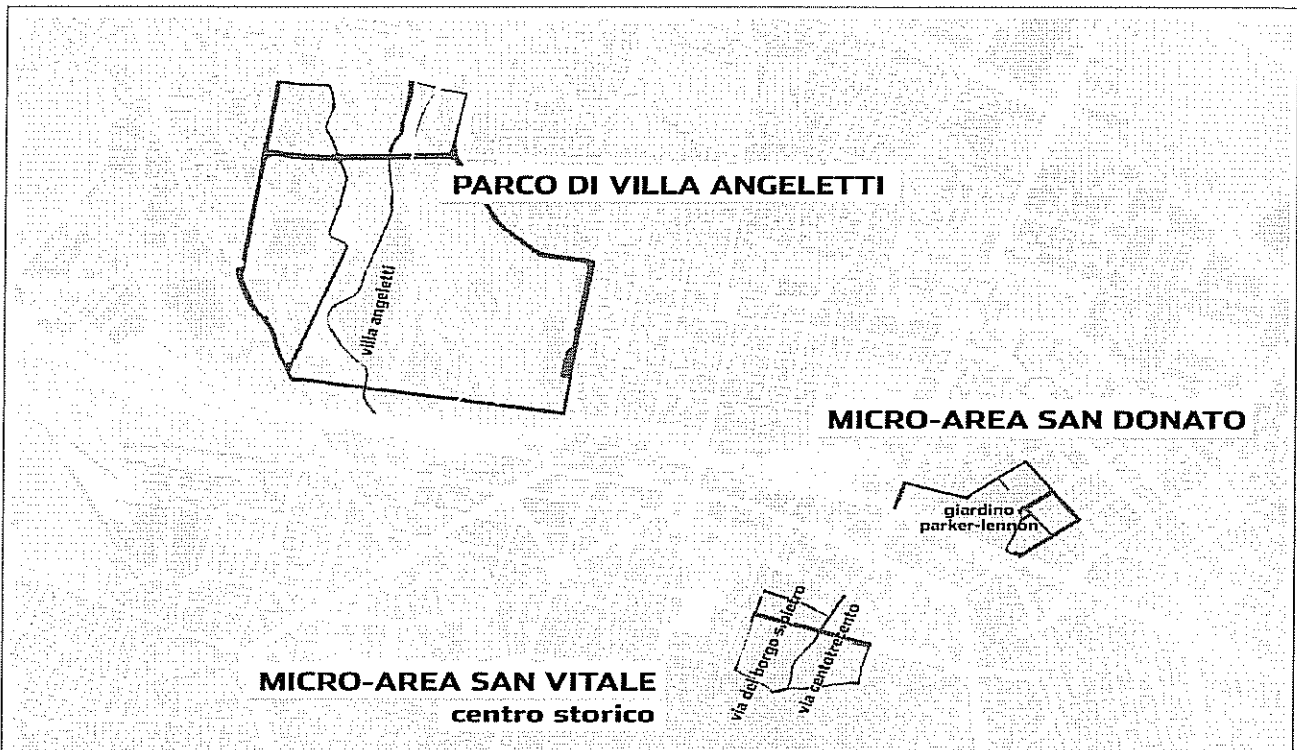 PARCO DI VILLA ANGELETTI
villa angeletti
MICRO-AREA SAN DONATO
giardino
parker-lennon
via del borgo s.pietro
via centotrecento
MICRO-AREA SAN VITALE
centro storico